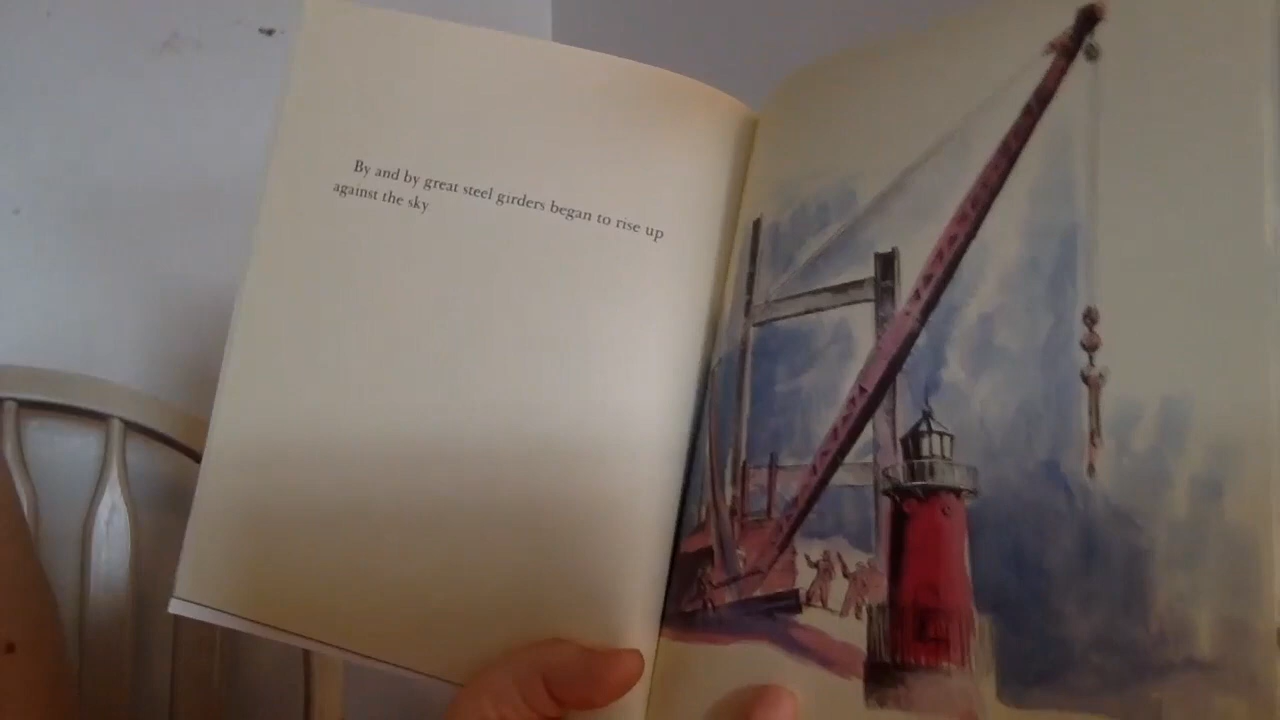 By and by great steel girders began to rise up
against the sky